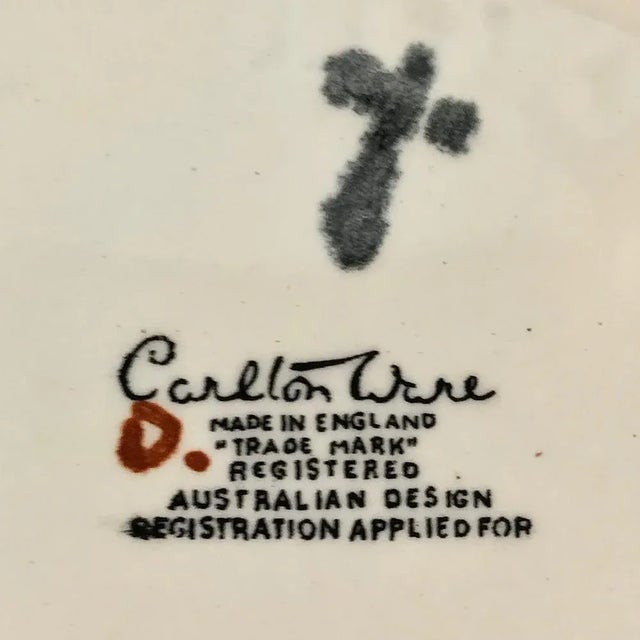 Carlton Ware
D.
MADE IN ENGLAND
"TRADE MARK"
REGISTERED
AUSTRALIAN DESIGN
REGISTRATION APPLIED FOR